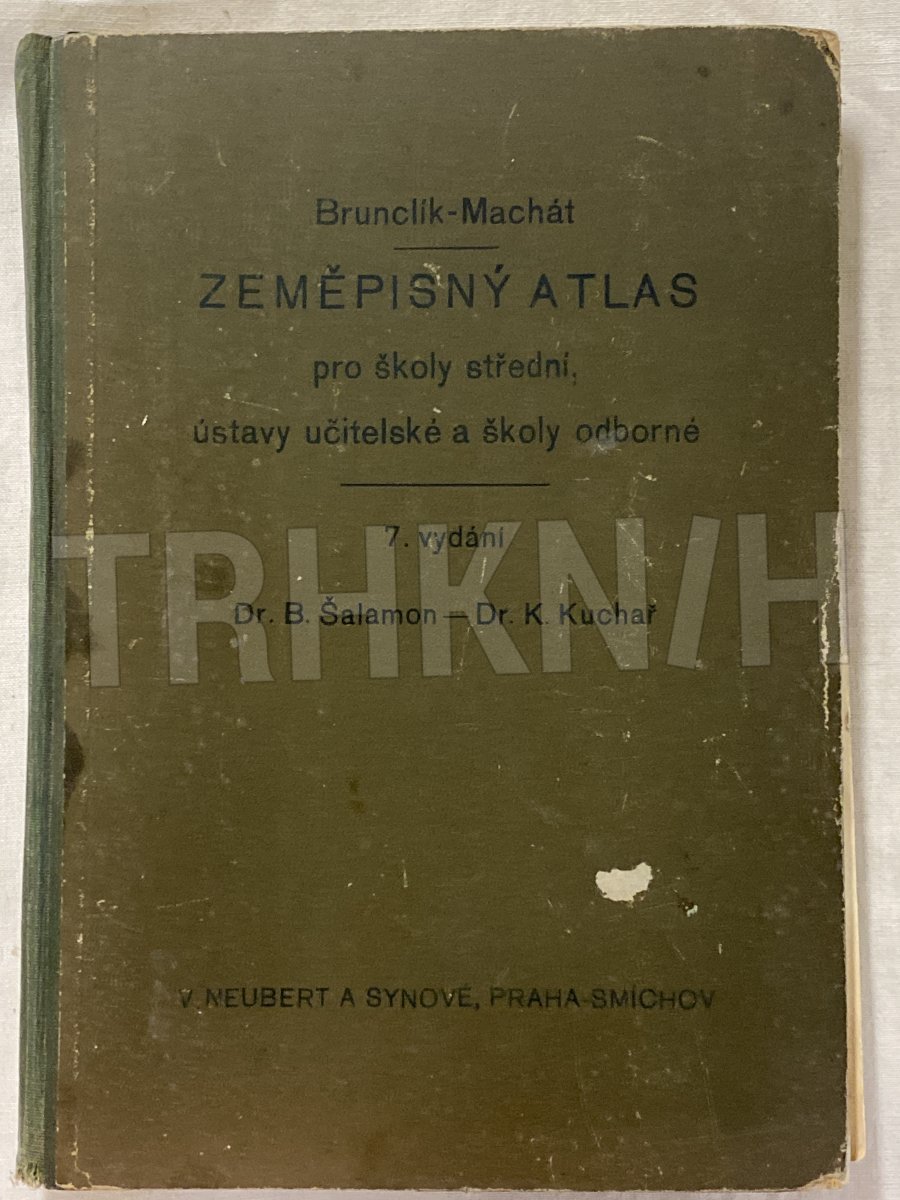 Brunclík-Machát
ZEMĚPISNÝ ATLAS
pro školy střední,
ústavy učitelské a školy odborné
7. vydání
TRHKNIH
Dr. B. Šalamon — Dr. K. Kuchař
V. NEUBERT A SYNOVÉ, PRAHA-SMÍCHOV